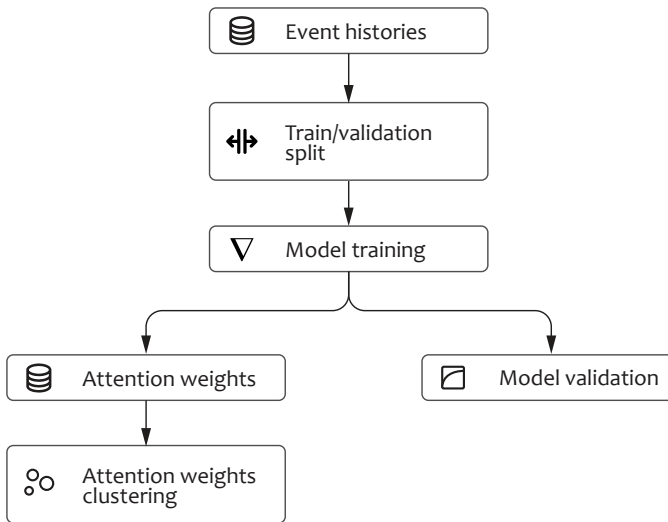 Event histories
Train/validation
split
Model training
Attention weights
Model validation
Attention weights
clustering